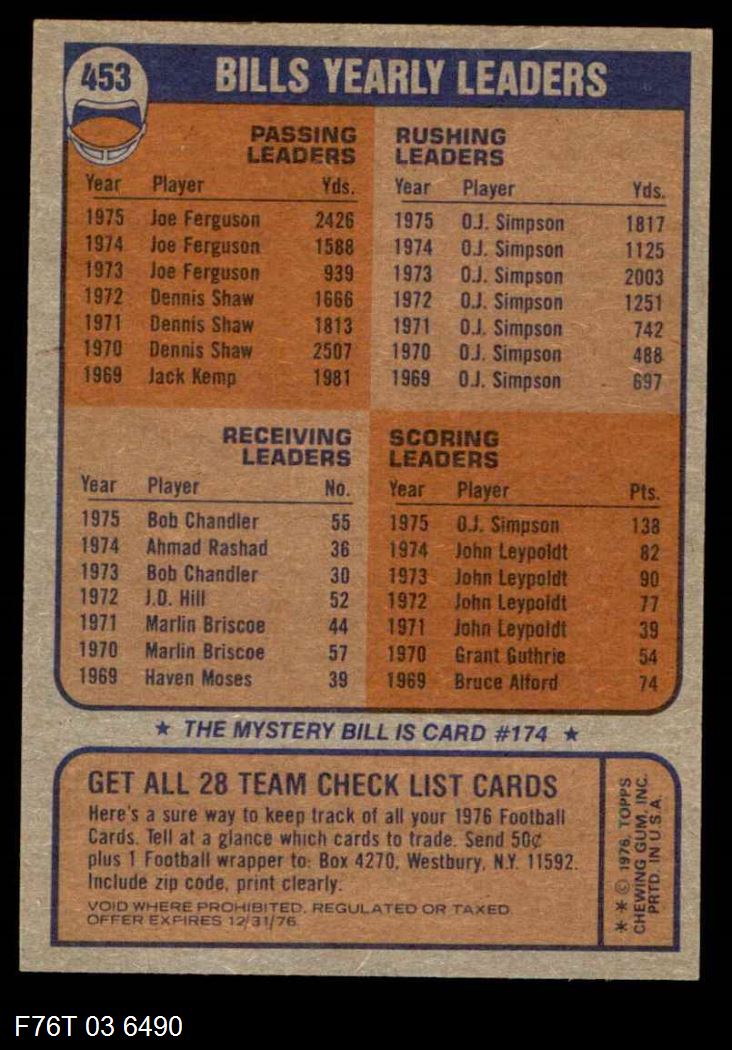 453
BILLS YEARLY LEADERS
PASSING
LEADERS
Year Player Yds.
1975 Joe Ferguson 2426
1974 Joe Ferguson 1588
1973 Joe Ferguson 939
1972 Dennis Shaw 1666
1971 Dennis Shaw 1813
1970 Dennis Shaw 2507
1969 Jack Kemp 1981
RUSHING
LEADERS
Year Player Yds.
1975 O.J. Simpson 1817
1974 O.J. Simpson 1125
1973 O.J. Simpson 2003
1972 O.J. Simpson 1251
1971 O.J. Simpson 742
1970 O.J. Simpson 488
1969 O.J. Simpson 697
RECEIVING
LEADERS
Year Player No.
1975 Bob Chandler 55
1974 Ahmad Rashad 36
1973 Bob Chandler 30
1972 J.D. Hill 52
1971 Marlin Briscoe 44
1970 Marlin Briscoe 57
1969 Haven Moses 39
SCORING
LEADERS
Year Player Pts.
1975 O.J. Simpson 138
1974 John Leypoldt 82
1973 John Leypoldt 90
1972 John Leypoldt 77
1971 John Leypoldt 39
1970 Grant Guthrie 54
1969 Bruce Alford 74
★ THE MYSTERY BILL IS CARD #174 ★
GET ALL 28 TEAM CHECK LIST CARDS
Here's a sure way to keep track of all your 1976 Football
Cards. Tell at a glance which cards to trade. Send 50¢
plus 1 Football wrapper to: Box 4270, Westbury, N.Y. 11592.
Include zip code, print clearly.
VOID WHERE PROHIBITED, REGULATED OR TAXED.
OFFER EXPIRES 12/31/76.
* * © 1976, TOPPS
CHEWING GUM, INC.
PRTD. IN U.S.A.
F76T 03 6490